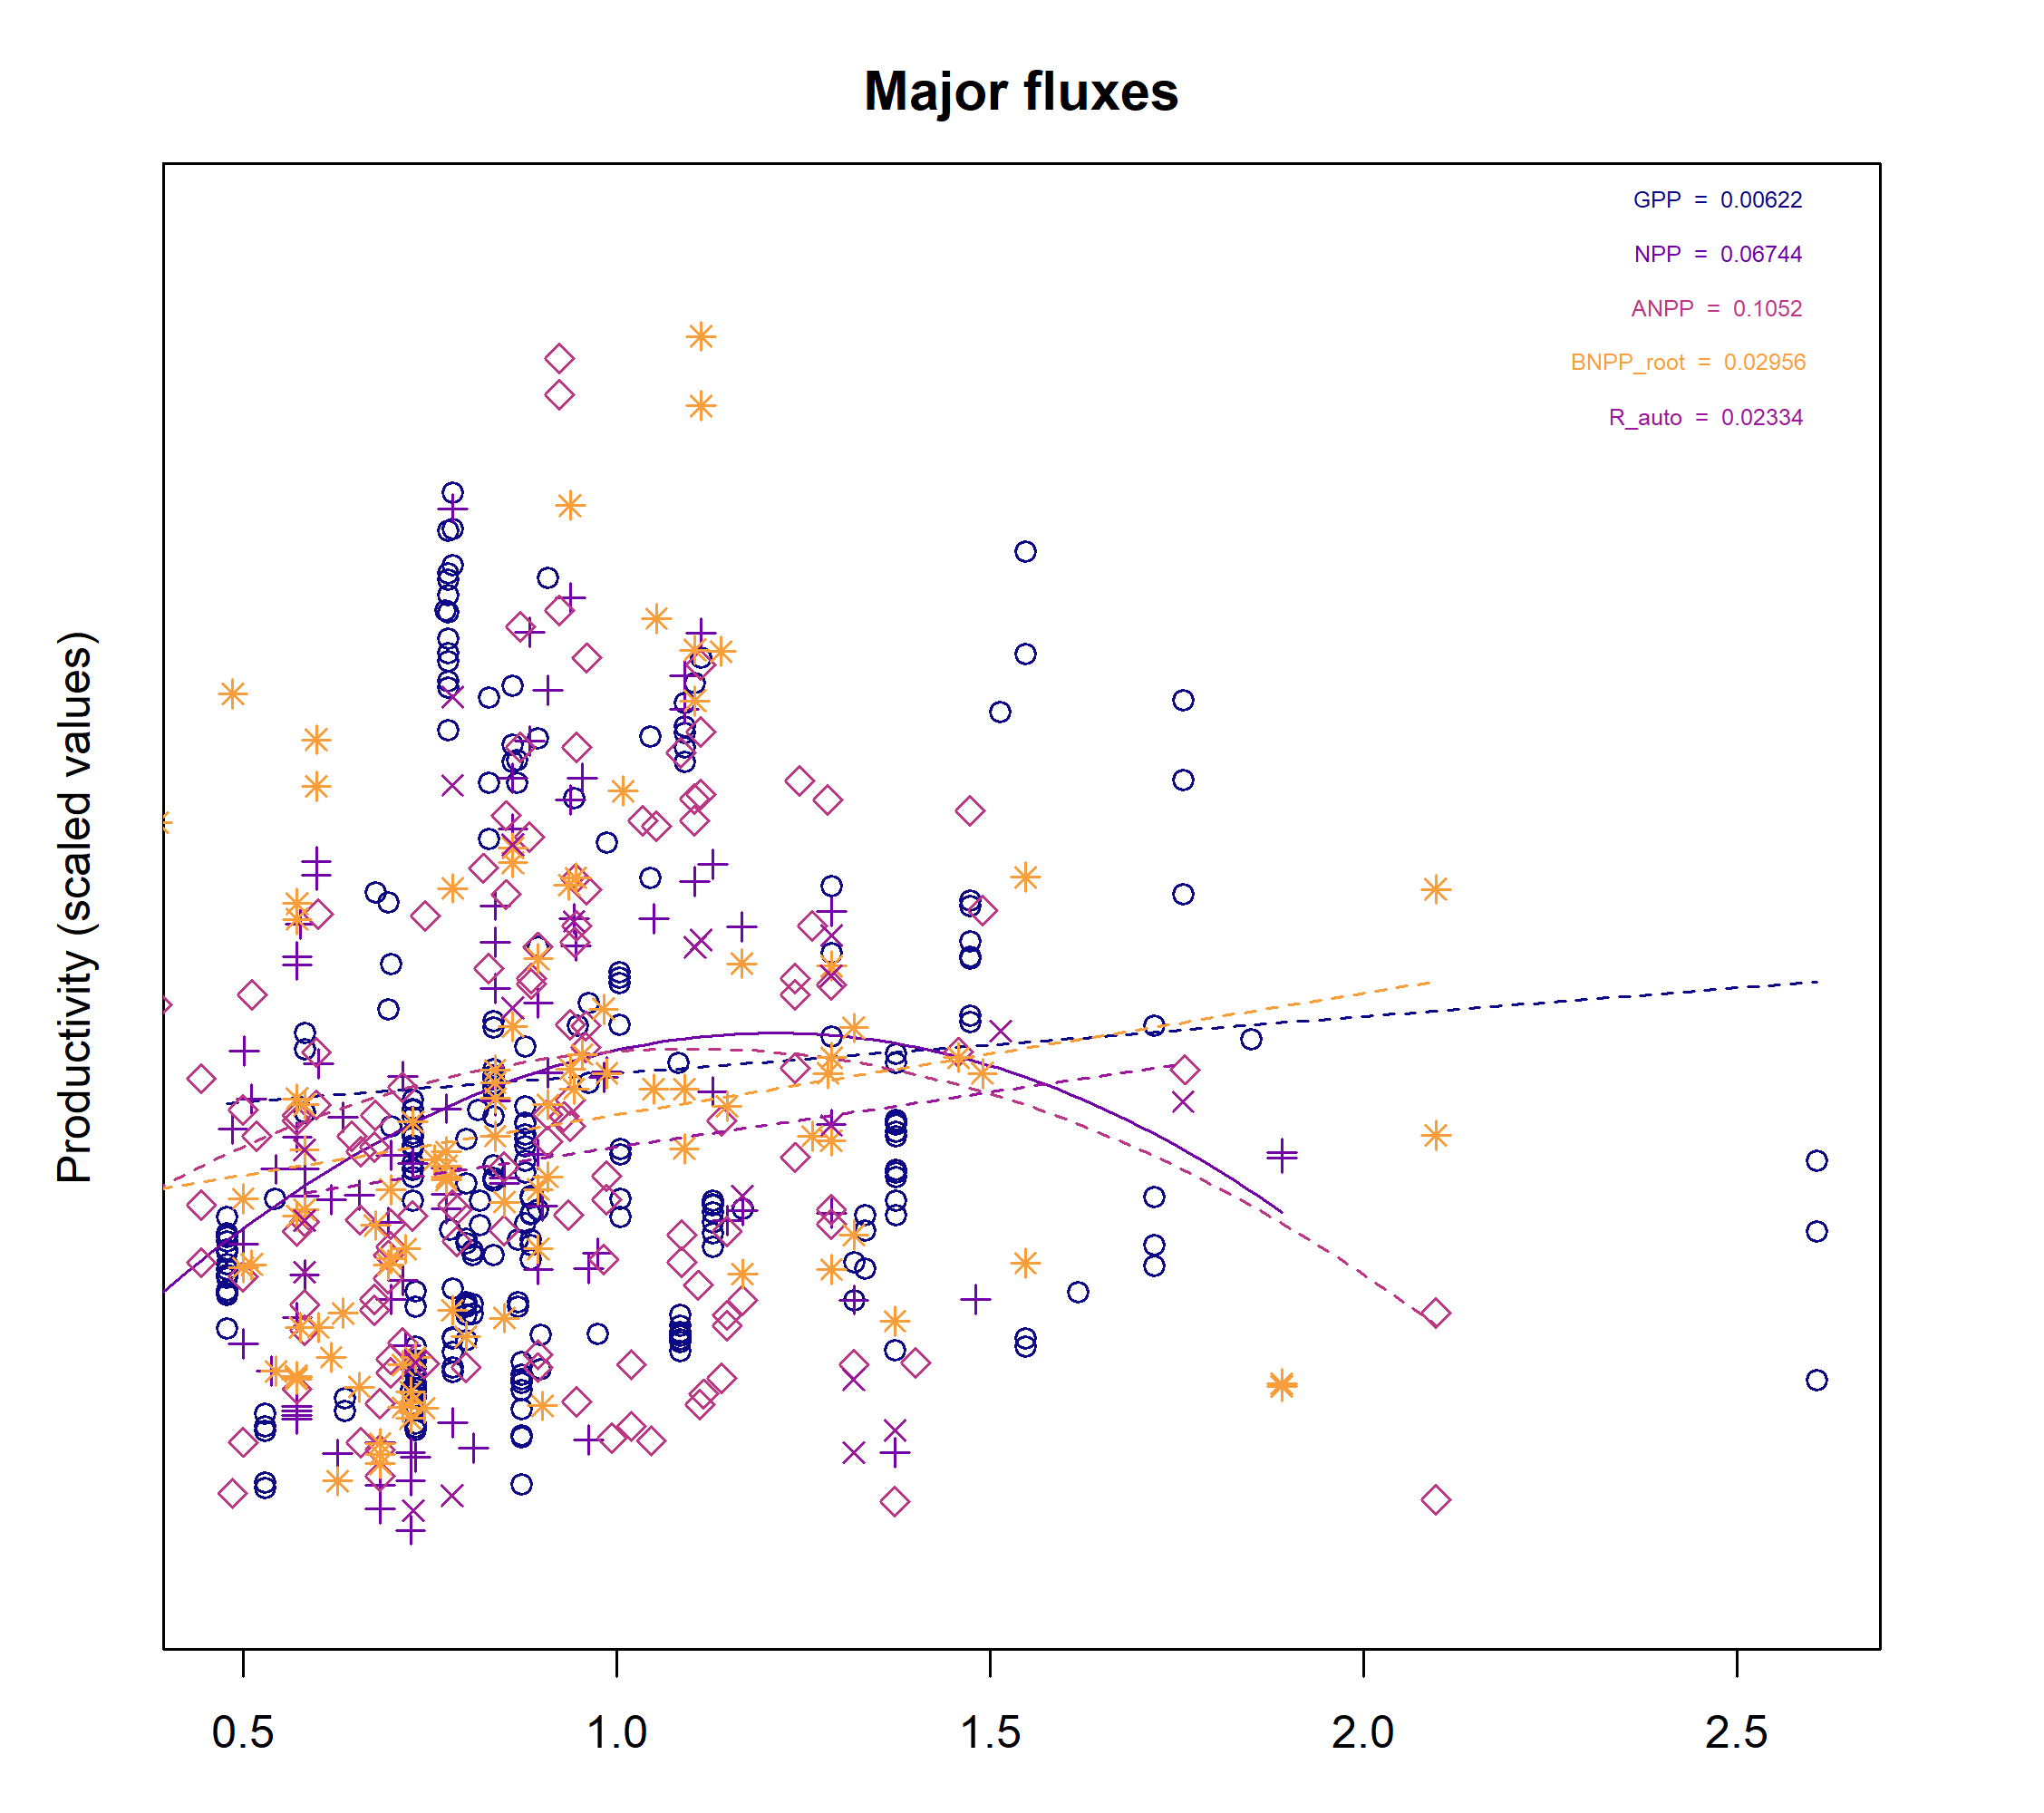 Major fluxes
GPP = 0.00622
NPP = 0.06744
ANPP = 0.1052
BNPP_root = 0.02956
R_auto = 0.02334
Productivity (scaled values)
0.5 1.0 1.5 2.0 2.5